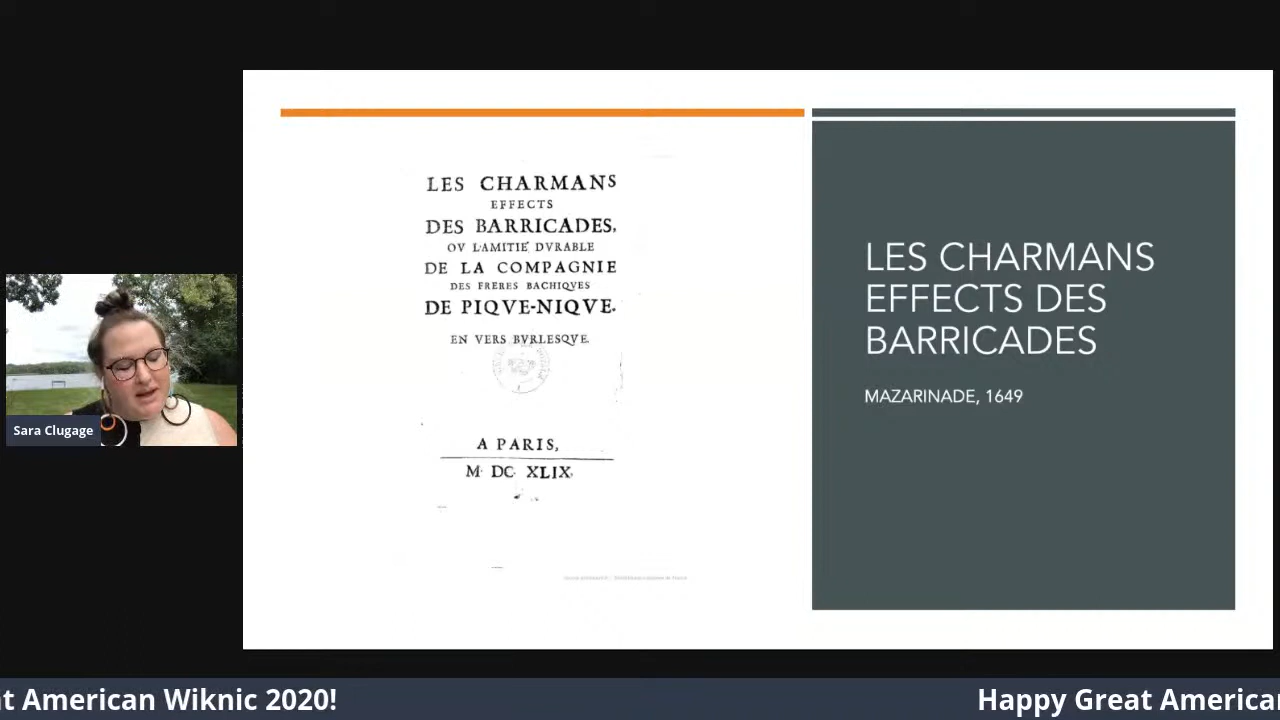 LES CHARMANS
EFFECTS
DES BARRICADES,
OV L'AMITIÉ DVRABLE
DE LA COMPAGNIE
DES FRERES BACHIQVES
DE PIQVE-NIQVE.
EN VERS BVRLESQVE.
A PARIS,
M. DC. XLIX.
LES CHARMANS
EFFECTS DES
BARRICADES
MAZARINADE, 1649
Sara Clugage
t American Wiknic 2020!
Happy Great America